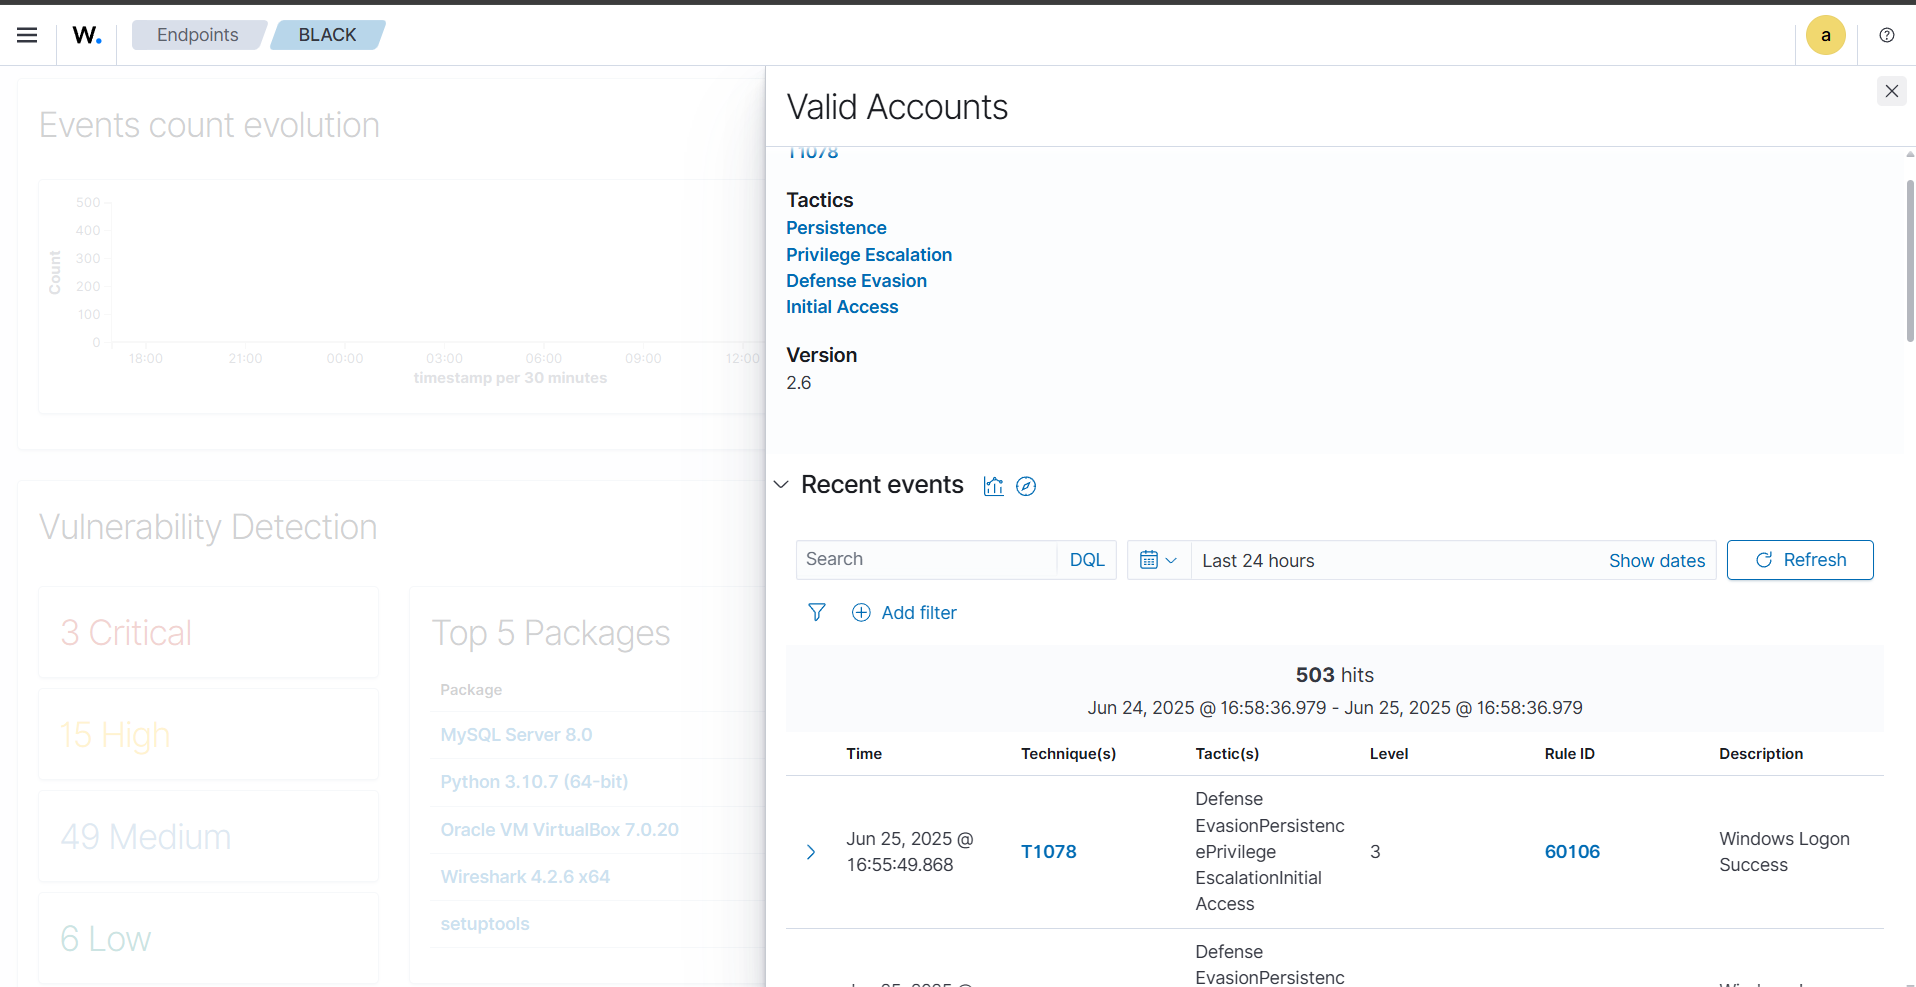 W.
Endpoints
BLACK
a
Events count evolution
500
400
300
200
100
0
Count
18:00
21:00
00:00
03:00
06:00
09:00
12:00
timestamp per 30 minutes
Vulnerability Detection
3 Critical
15 High
49 Medium
6 Low
Top 5 Packages
Package
MySQL Server 8.0
Python 3.10.7 (64-bit)
Oracle VM VirtualBox 7.0.20
Wireshark 4.2.6 x64
setuptools
Valid Accounts
T1078
Tactics
Persistence
Privilege Escalation
Defense Evasion
Initial Access
Version
2.6
Recent events
Search
DQL
Last 24 hours
Show dates
Refresh
Add filter
503 hits
Jun 24, 2025 @ 16:58:36.979 - Jun 25, 2025 @ 16:58:36.979
Time
Technique(s)
Tactic(s)
Level
Rule ID
Description
Jun 25, 2025 @
16:55:49.868
T1078
Defense
EvasionPersistenc
ePrivilege
EscalationInitial
Access
3
60106
Windows Logon
Success
Defense
EvasionPersistenc